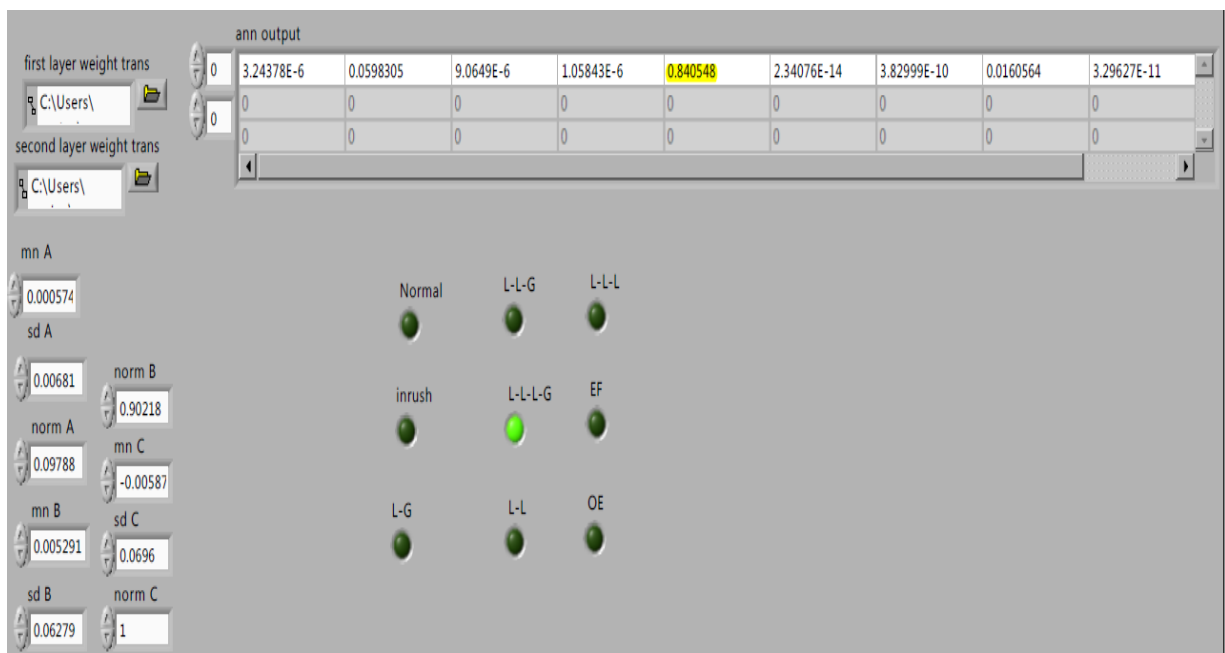 ann output
first layer weight trans
C:\Users\
second layer weight trans
C:\Users\
0
0
3.24378E-6 0.0598305 9.0649E-6 1.05843E-6 0.840548 2.34076E-14 3.82999E-10 0.0160564 3.29627E-11
0 0 0 0 0 0 0 0 0
0 0 0 0 0 0 0 0 0
mn A
0.000574
sd A
0.00681
norm A
0.09788
mn B
0.005291
sd B
0.06279
norm B
0.90218
mn C
-0.00587
sd C
0.0696
norm C
1
Normal L-L-G L-L-L
inrush L-L-L-G EF
L-G L-L OE